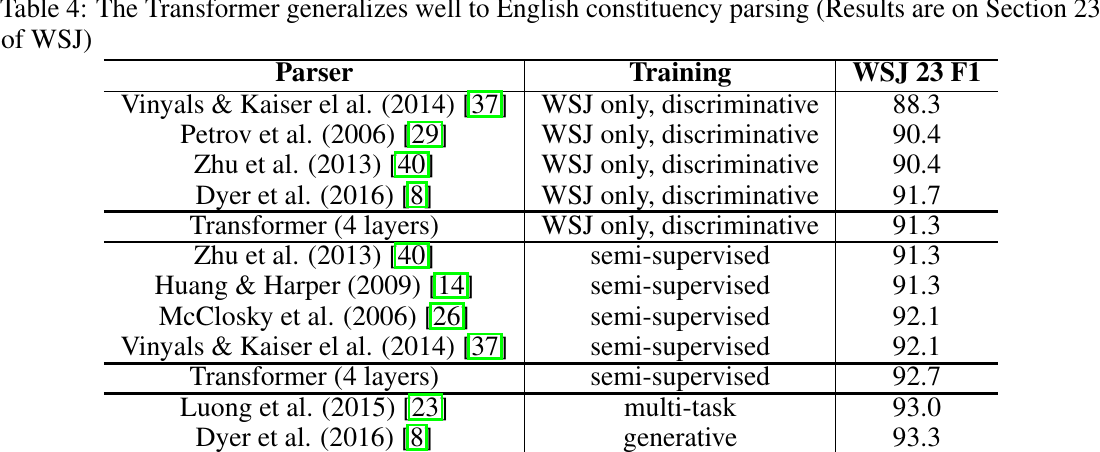 Table 4: The Transformer generalizes well to English constituency parsing (Results are on Section 23
of WSJ)
Parser Training WSJ 23 F1
Vinyals & Kaiser el al. (2014) [37] WSJ only, discriminative 88.3
Petrov et al. (2006) [29] WSJ only, discriminative 90.4
Zhu et al. (2013) [40] WSJ only, discriminative 90.4
Dyer et al. (2016) [8] WSJ only, discriminative 91.7
Transformer (4 layers) WSJ only, discriminative 91.3
Zhu et al. (2013) [40] semi-supervised 91.3
Huang & Harper (2009) [14] semi-supervised 91.3
McClosky et al. (2006) [26] semi-supervised 92.1
Vinyals & Kaiser el al. (2014) [37] semi-supervised 92.1
Transformer (4 layers) semi-supervised 92.7
Luong et al. (2015) [23] multi-task 93.0
Dyer et al. (2016) [8] generative 93.3